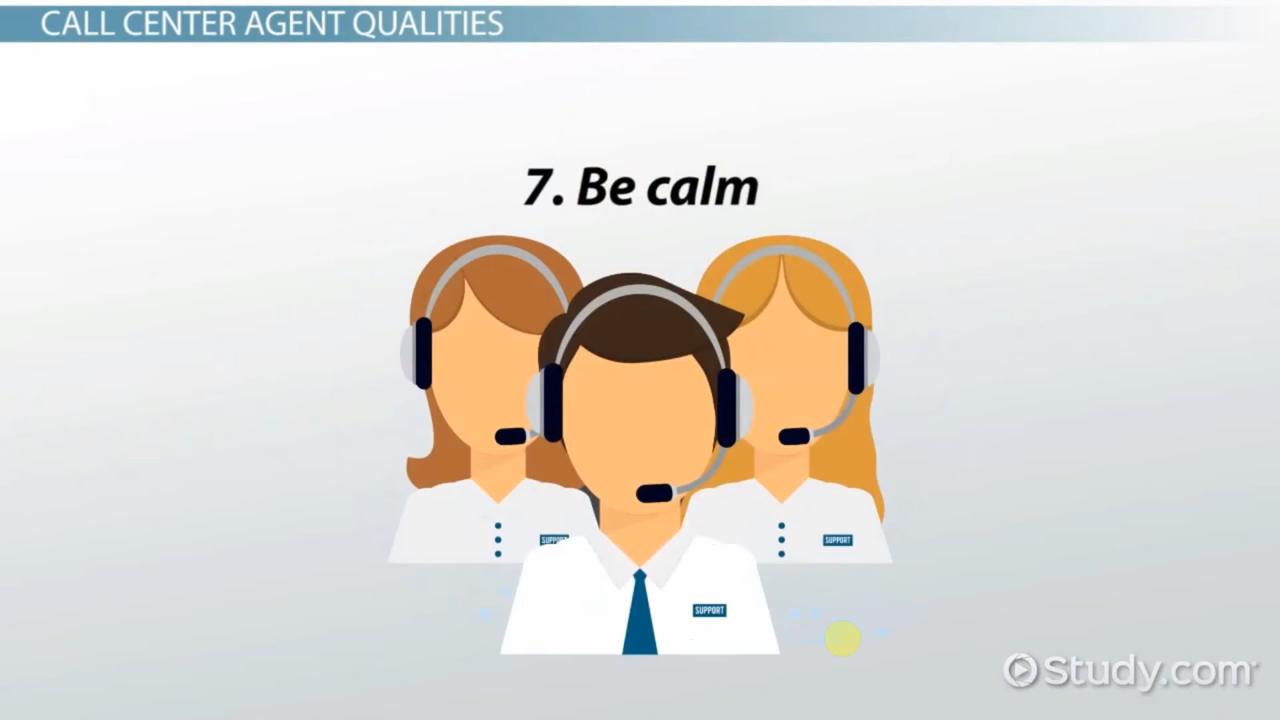 CALL CENTER AGENT QUALITIES
7. Be calm
SUPPORT
SUPPORT
SUPPORT
Study.com